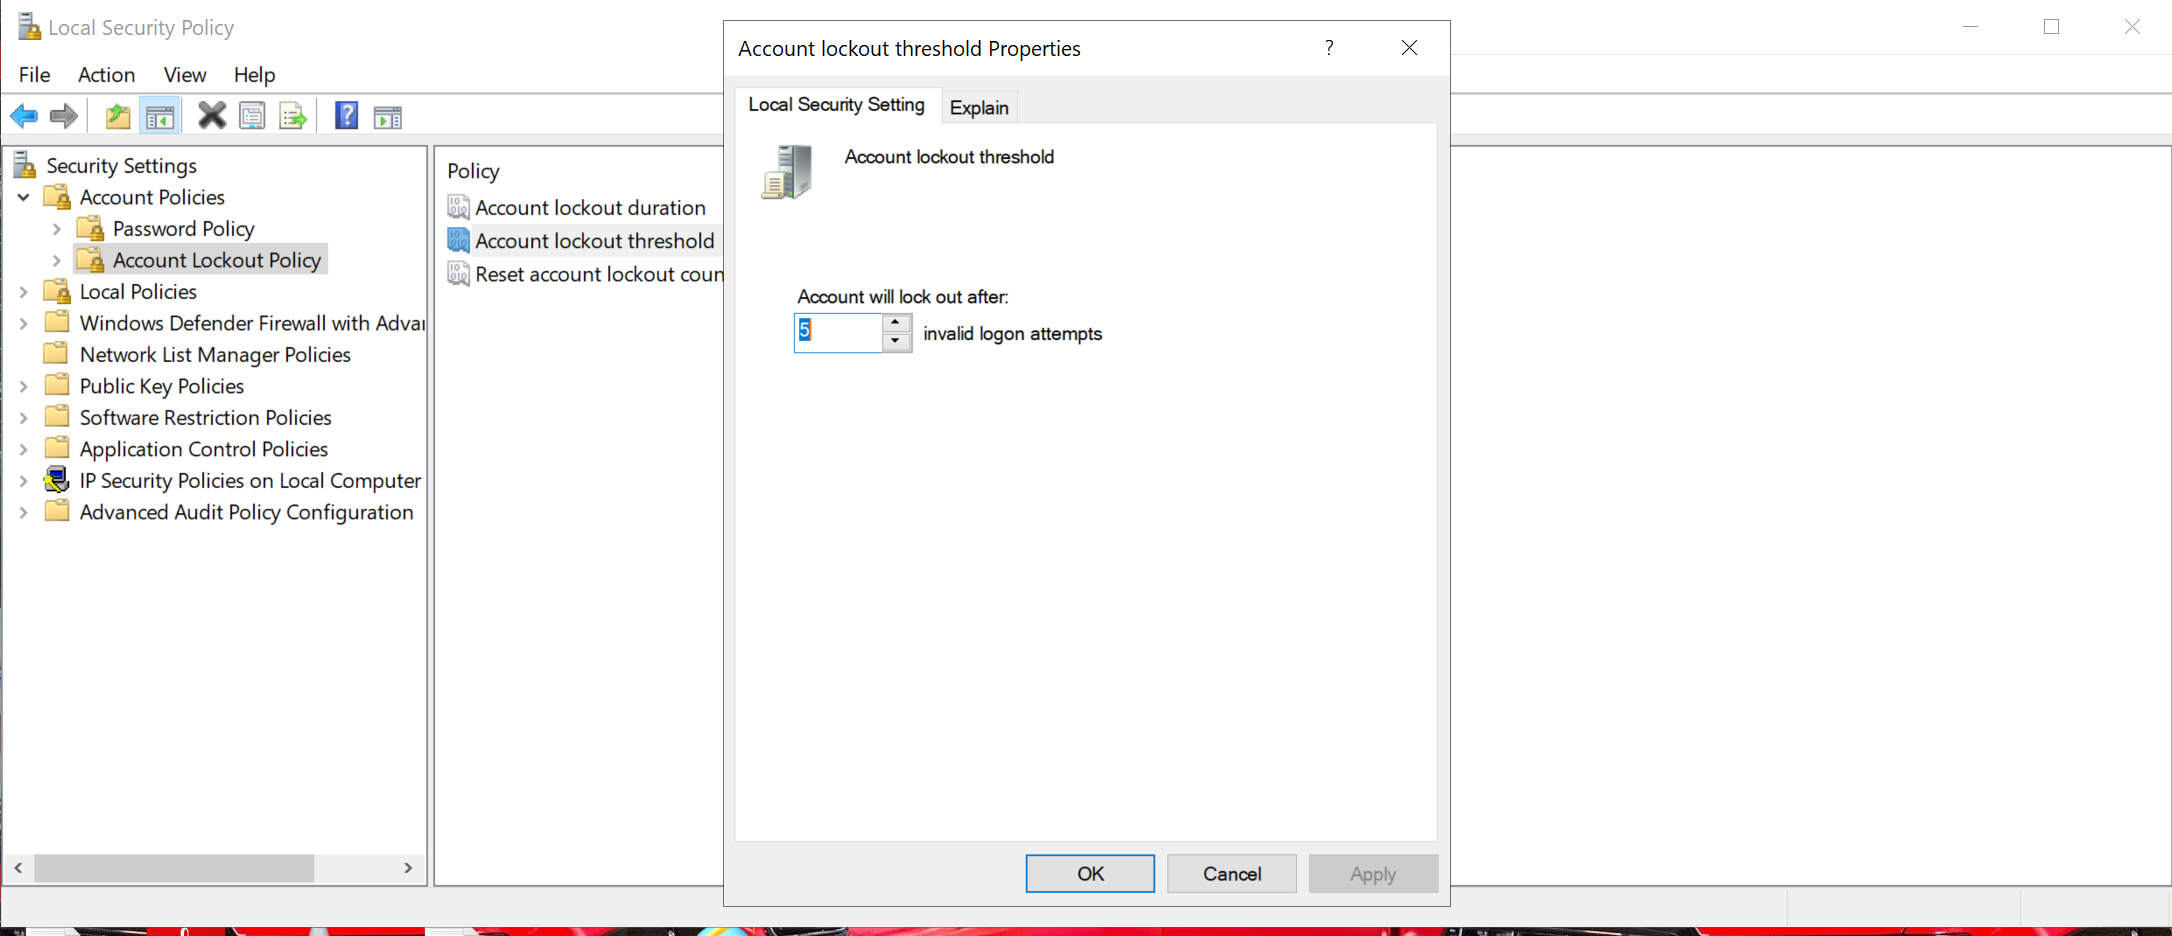 Local Security Policy
File Action View Help
Security Settings
Account Policies
Password Policy
Account Lockout Policy
Local Policies
Windows Defender Firewall with Advan
Network List Manager Policies
Public Key Policies
Software Restriction Policies
Application Control Policies
IP Security Policies on Local Computer
Advanced Audit Policy Configuration
Policy
Account lockout duration
Account lockout threshold
Reset account lockout coun
Account lockout threshold Properties
?
Local Security Setting Explain
Account lockout threshold
Account will lock out after:
5 invalid logon attempts
OK Cancel Apply